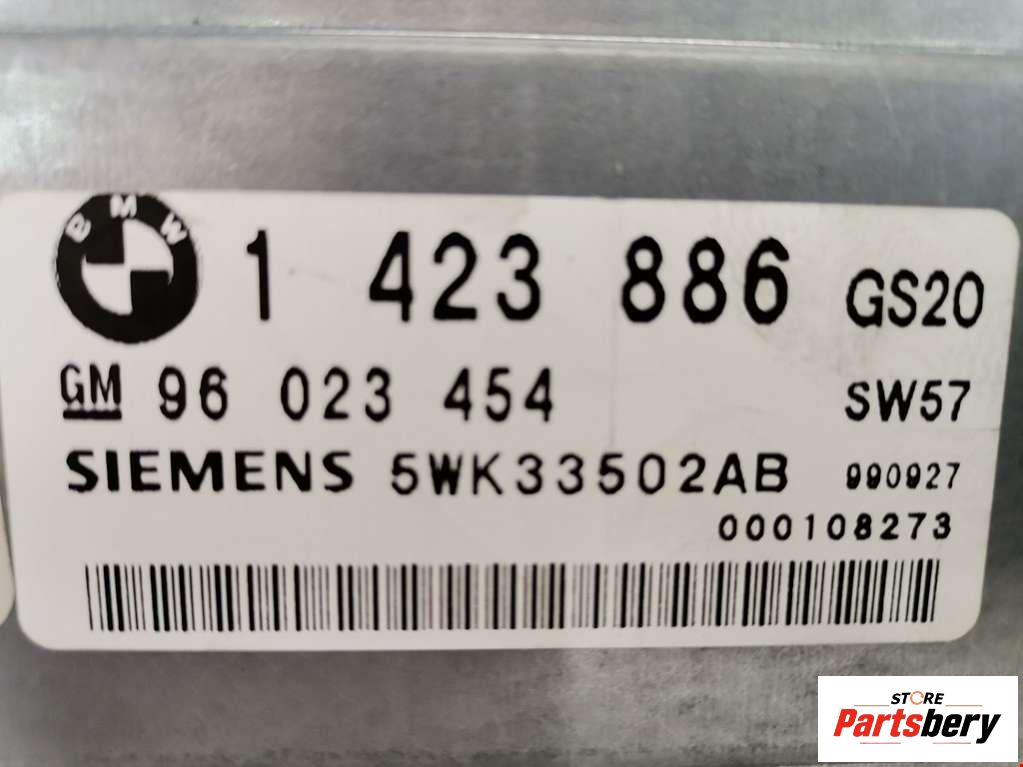 BMW 1 423 886 GS20
GM 96 023 454 SW57
SIEMENS 5WK33502AB 990927
000108273
STORE
Partsbery